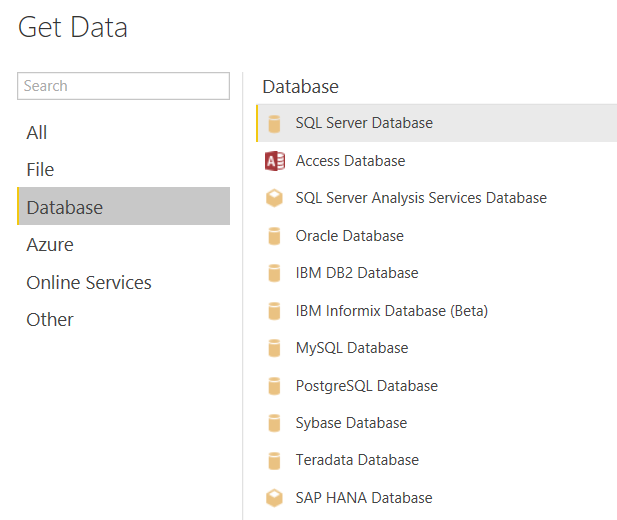 Get Data
Search
All
File
Database
Azure
Online Services
Other
Database
SQL Server Database
A Access Database
SQL Server Analysis Services Database
Oracle Database
IBM DB2 Database
IBM Informix Database (Beta)
MySQL Database
PostgreSQL Database
Sybase Database
Teradata Database
SAP HANA Database